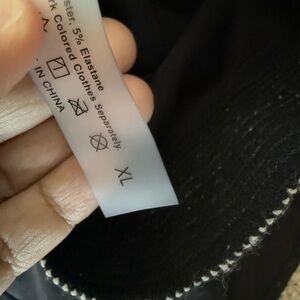 ster, 5% Elastane
rk Colored Clothes Separately.
IN CHINA
XL